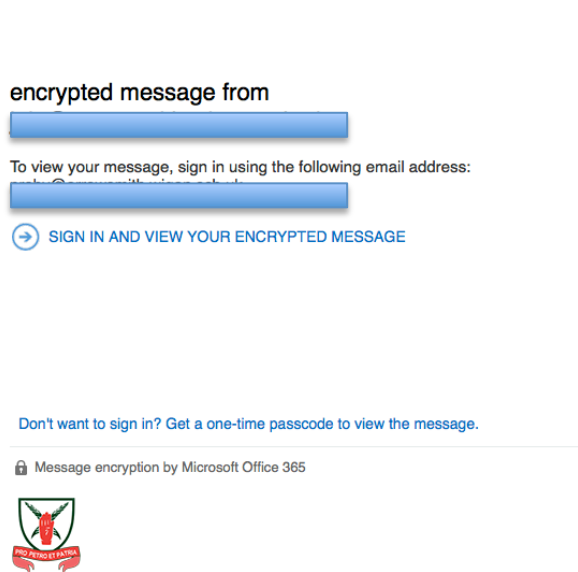 encrypted message from
To view your message, sign in using the following email address:
SIGN IN AND VIEW YOUR ENCRYPTED MESSAGE
Don't want to sign in? Get a one-time passcode to view the message.
Message encryption by Microsoft Office 365
PRO PETRO ET PATRIA